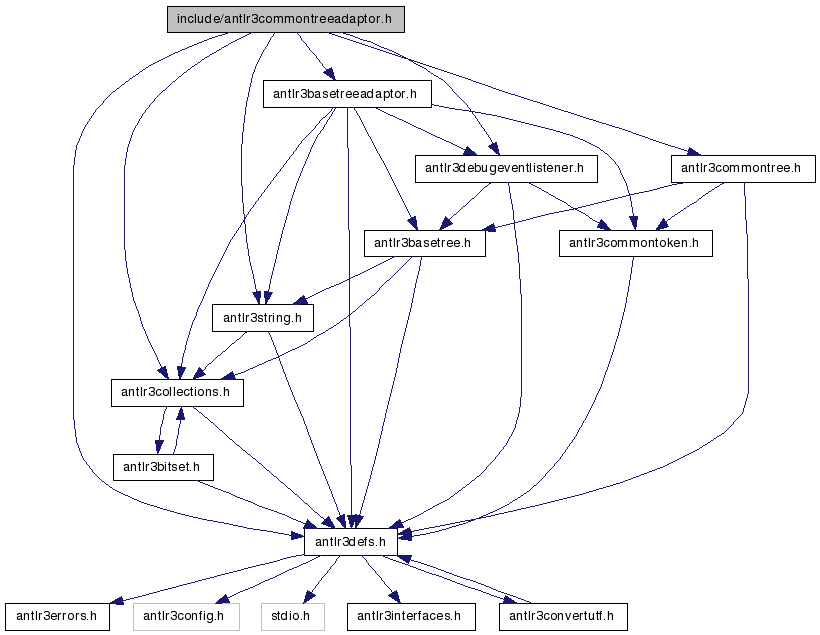 include/antlr3commontreeadaptor.h
antlr3basetreeadaptor.h
antlr3debugeventlistener.h
antlr3commontree.h
antlr3basetree.h
antlr3commontoken.h
antlr3string.h
antlr3collections.h
antlr3bitset.h
antlr3defs.h
antlr3errors.h
antlr3config.h
stdio.h
antlr3interfaces.h
antlr3convertutf.h